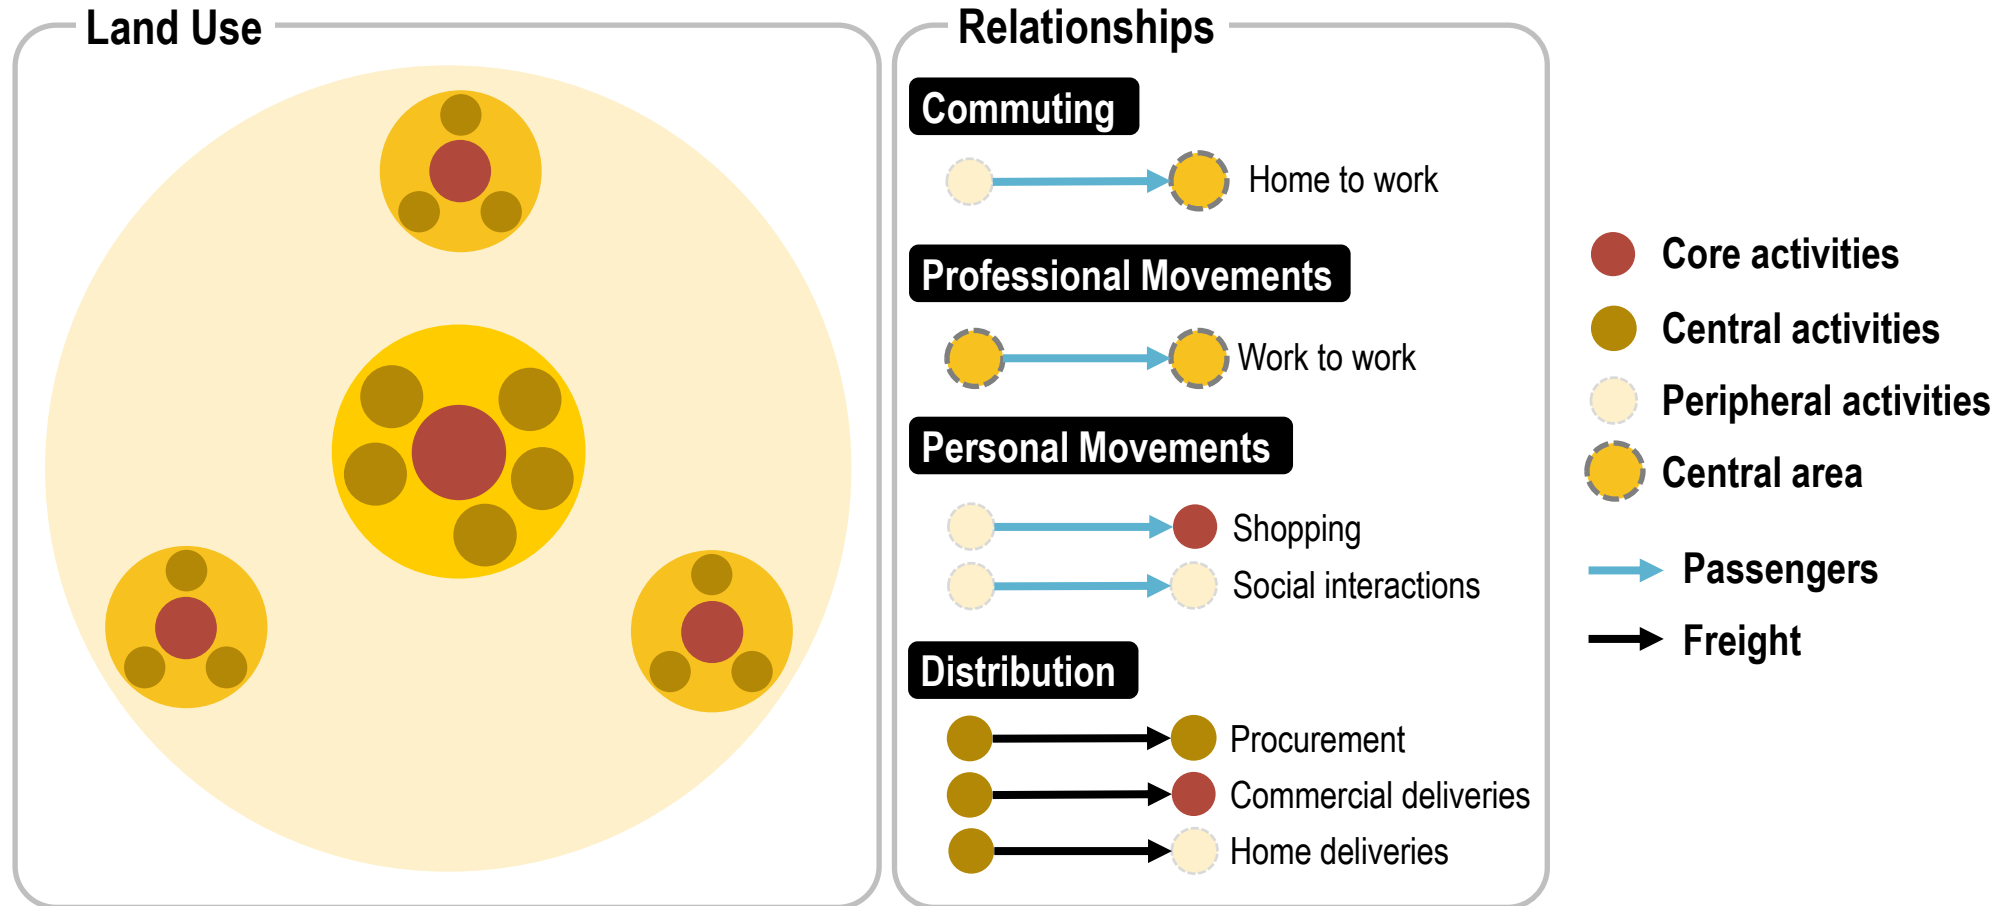 Land Use
Relationships
Commuting
Home to work
Professional Movements
Work to work
Personal Movements
Shopping
Social interactions
Distribution
Procurement
Commercial deliveries
Home deliveries
Core activities
Central activities
Peripheral activities
Central area
Passengers
Freight